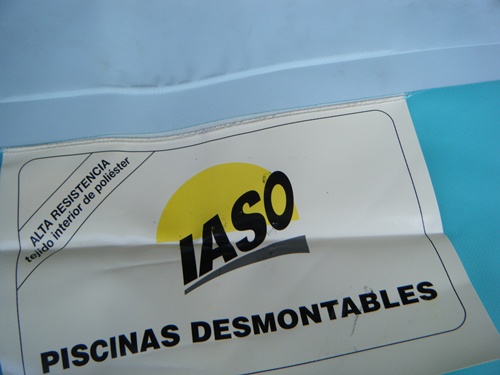 ALTA RESISTENCIA
tejido interior de poliéster
IASO
PISCINAS DESMONTABLES